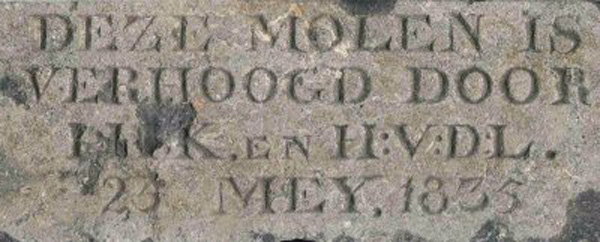 DEZE MOLEN IS
VERHOOGD DOOR
K. EN H:V:D:L.
23 MEY. 1835